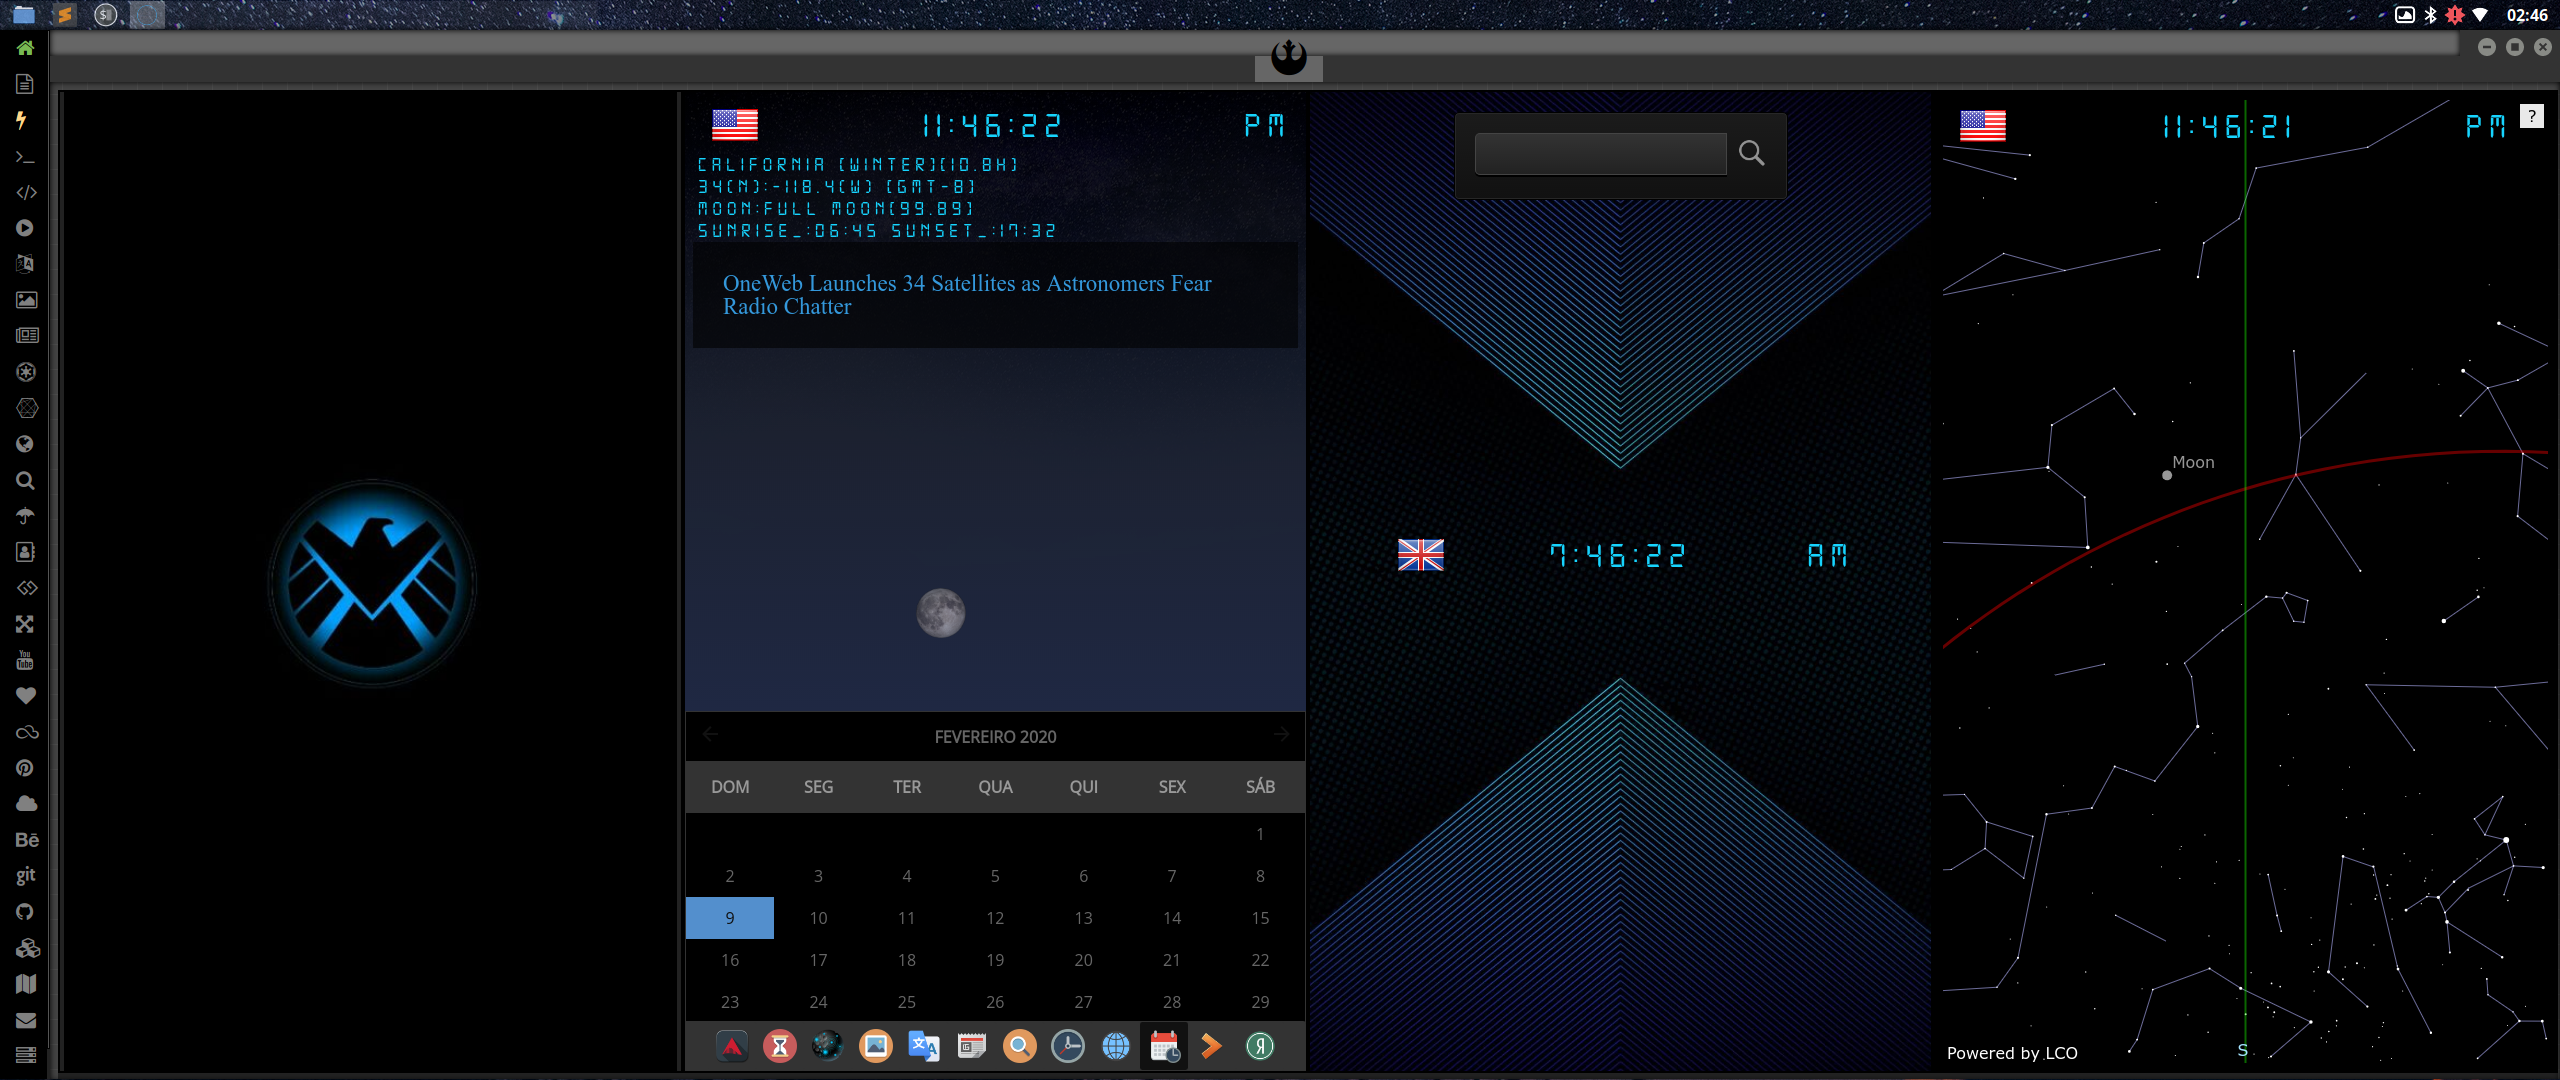 02:46
11:46:22 PM
CALIFORNIA [WINTER][10.8H]
34(N):-118.4(W) [GMT-8]
MOON:FULL MOON[99.89]
SUNRISE_:06:45 SUNSET_:17:32
OneWeb Launches 34 Satellites as Astronomers Fear
Radio Chatter
FEVEREIRO 2020
DOM SEG TER QUA QUI SEX SÁB
1
2 3 4 5 6 7 8
9 10 11 12 13 14 15
16 17 18 19 20 21 22
23 24 25 26 27 28 29
7:46:22 AM
11:46:21 PM
?
Moon
S
Powered by LCO
You
Tube
Bē
git